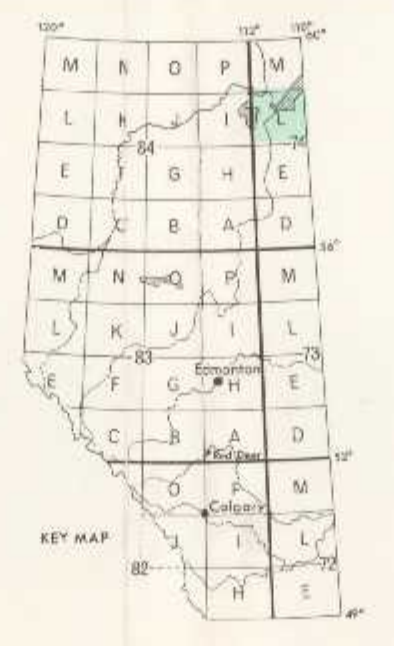 120° 112° 110°
60°
M N O P M
L K J I L
84 74
E F G H E
D C B A D
56°
M N O P M
L K J I L
83 73
Edmonton
E F G H E
C B A D
Red Deer
52°
O P M
Calgary
KEY MAP J I L
82 72
H E
49°